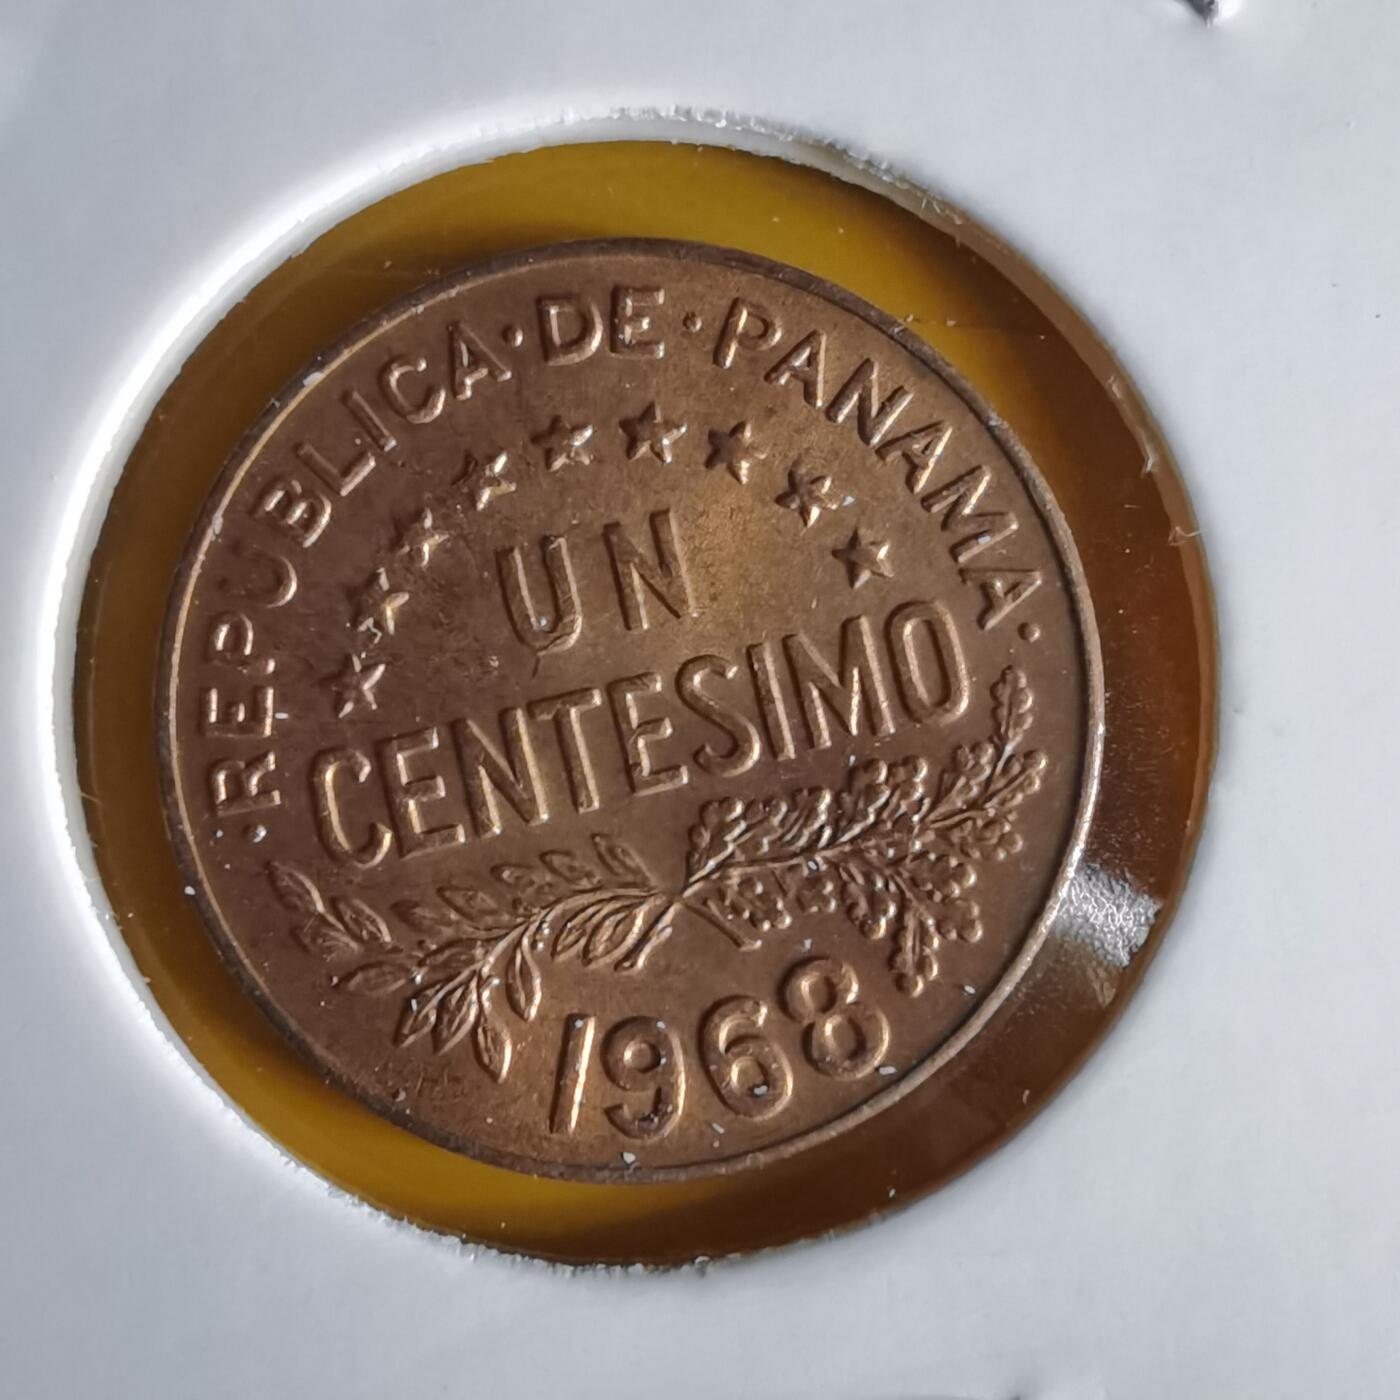 ·REPUBLICA·DE·PANAMA·
UN
CENTESIMO
1968